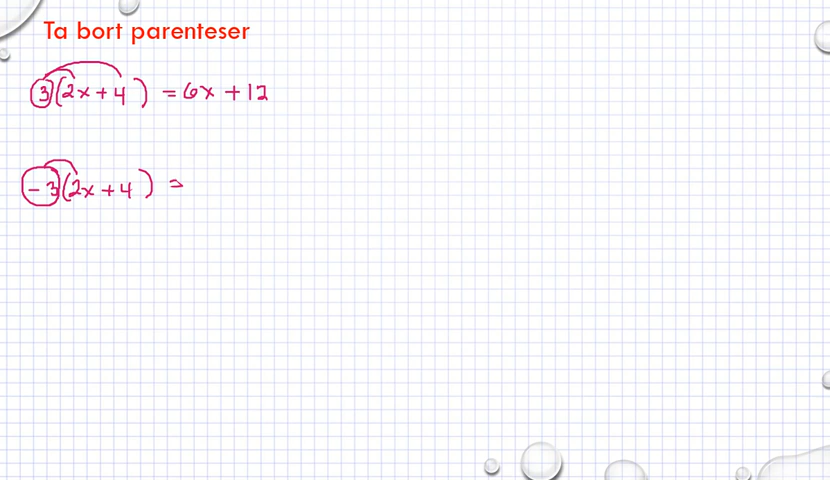 Ta bort parenteser
3(2x+4) = 6x + 12
-3(2x+4) =